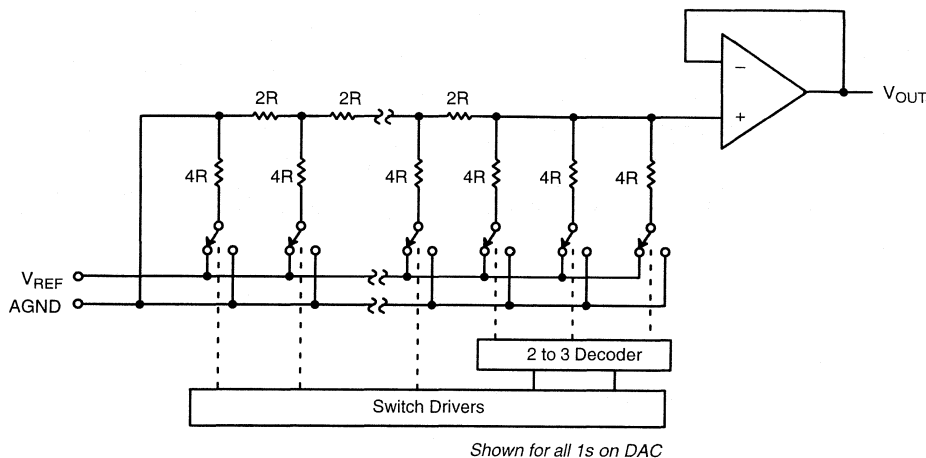 2R 2R 2R
−
+
V_OUT
4R 4R 4R 4R 4R 4R
V_REF
AGND
2 to 3 Decoder
Switch Drivers
Shown for all 1s on DAC